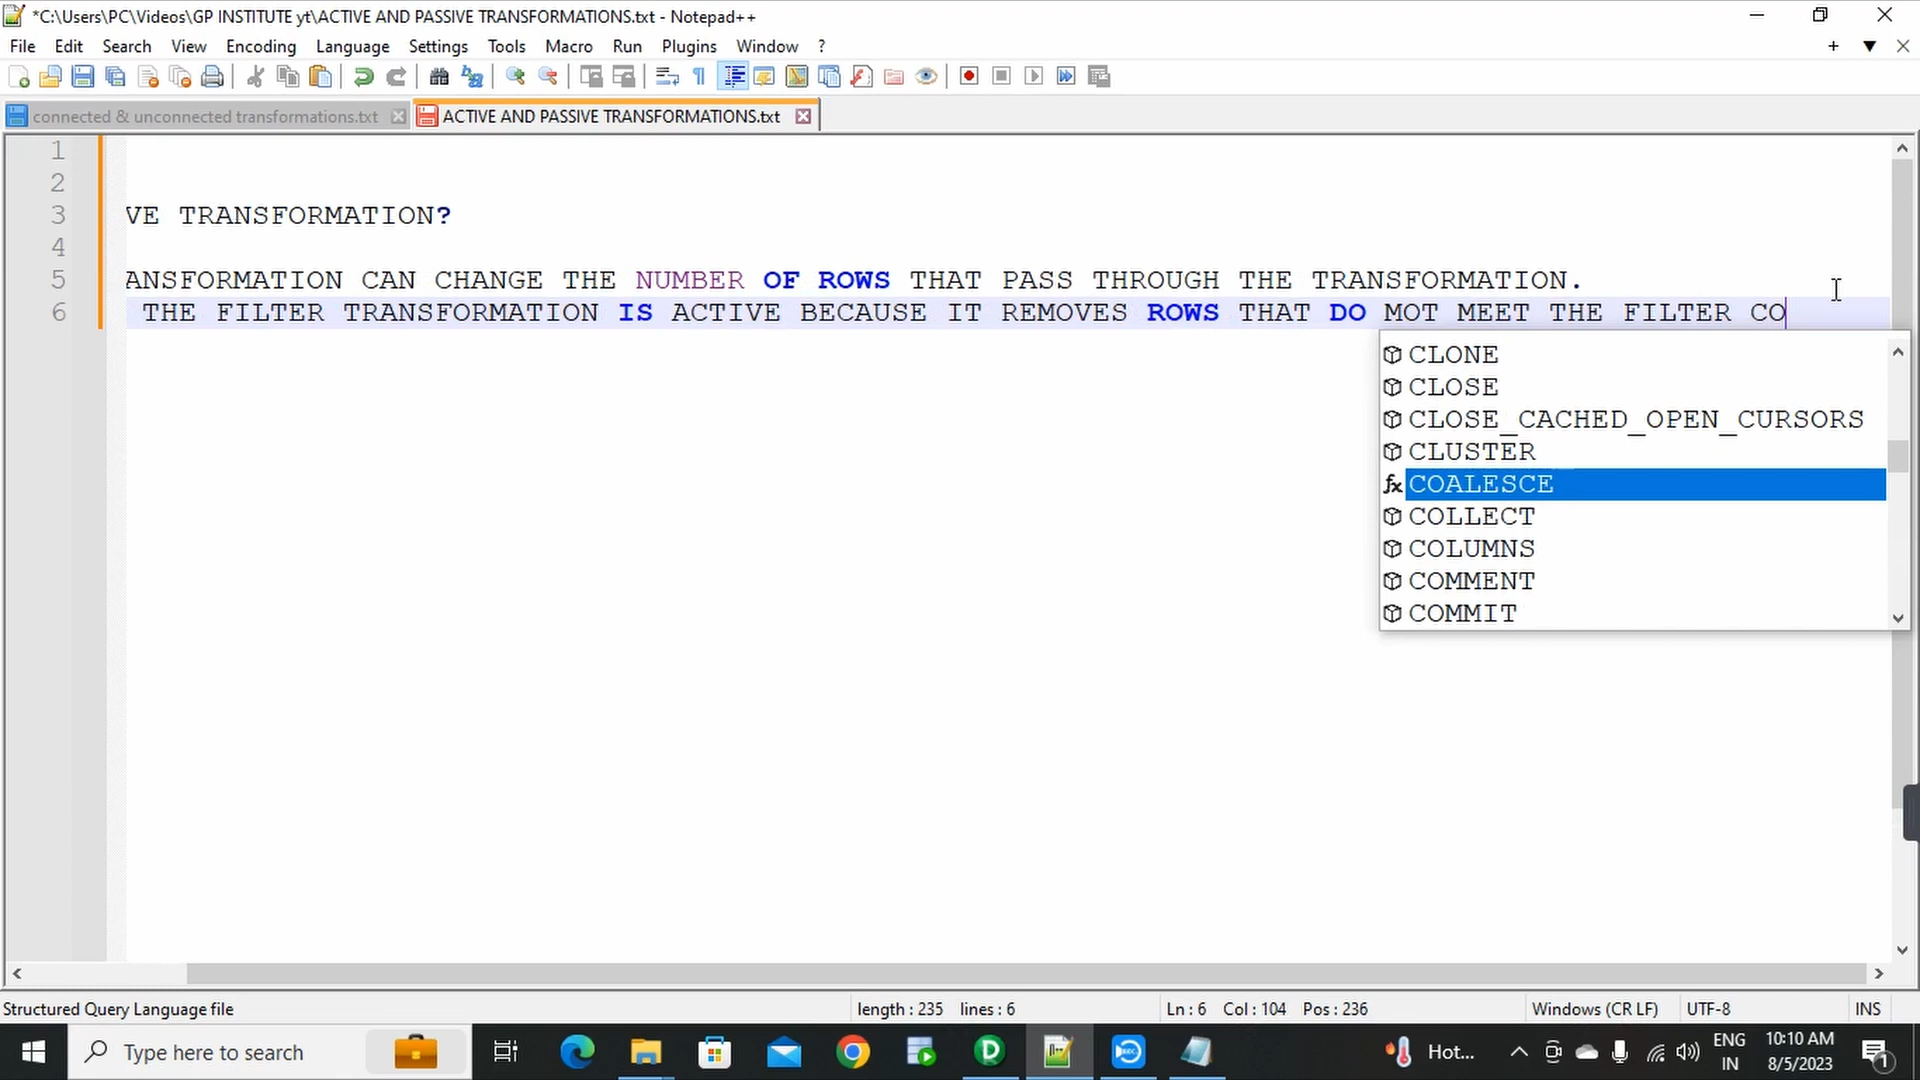 *C:\Users\PC\Videos\GP INSTITUTE yt\ACTIVE AND PASSIVE TRANSFORMATIONS.txt - Notepad++
File Edit Search View Encoding Language Settings Tools Macro Run Plugins Window ?
connected & unconnected transformations.txt ACTIVE AND PASSIVE TRANSFORMATIONS.txt
1
2
3 VE TRANSFORMATION?
4
5 ANSFORMATION CAN CHANGE THE NUMBER OF ROWS THAT PASS THROUGH THE TRANSFORMATION.
6 THE FILTER TRANSFORMATION IS ACTIVE BECAUSE IT REMOVES ROWS THAT DO MOT MEET THE FILTER CO
CLONE
CLOSE
CLOSE_CACHED_OPEN_CURSORS
CLUSTER
fx COALESCE
COLLECT
COLUMNS
COMMENT
COMMIT
Structured Query Language file length : 235 lines : 6 Ln : 6 Col : 104 Pos : 236 Windows (CR LF) UTF-8 INS
Type here to search Hot... ENG IN 10:10 AM 8/5/2023 1